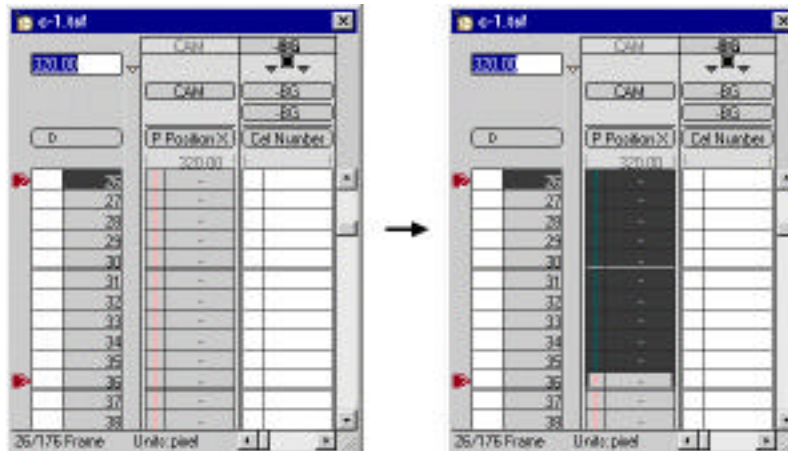 c-1.tsf
CAM -BG
320.00
CAM -BG
-BG
D P Position X Cel Number
320.00
26 -
27 -
28 -
29 -
30 -
31 -
32 -
33 -
34 -
35 -
36 -
37 -
38 -
26/176 Frame Units: pixel
c-1.tsf
CAM -BG
320.00
CAM -BG
-BG
D P Position X Cel Number
320.00
26 -
27 -
28 -
29 -
30 -
31 -
32 -
33 -
34 -
35 -
36 -
37 -
38 -
26/176 Frame Units: pixel